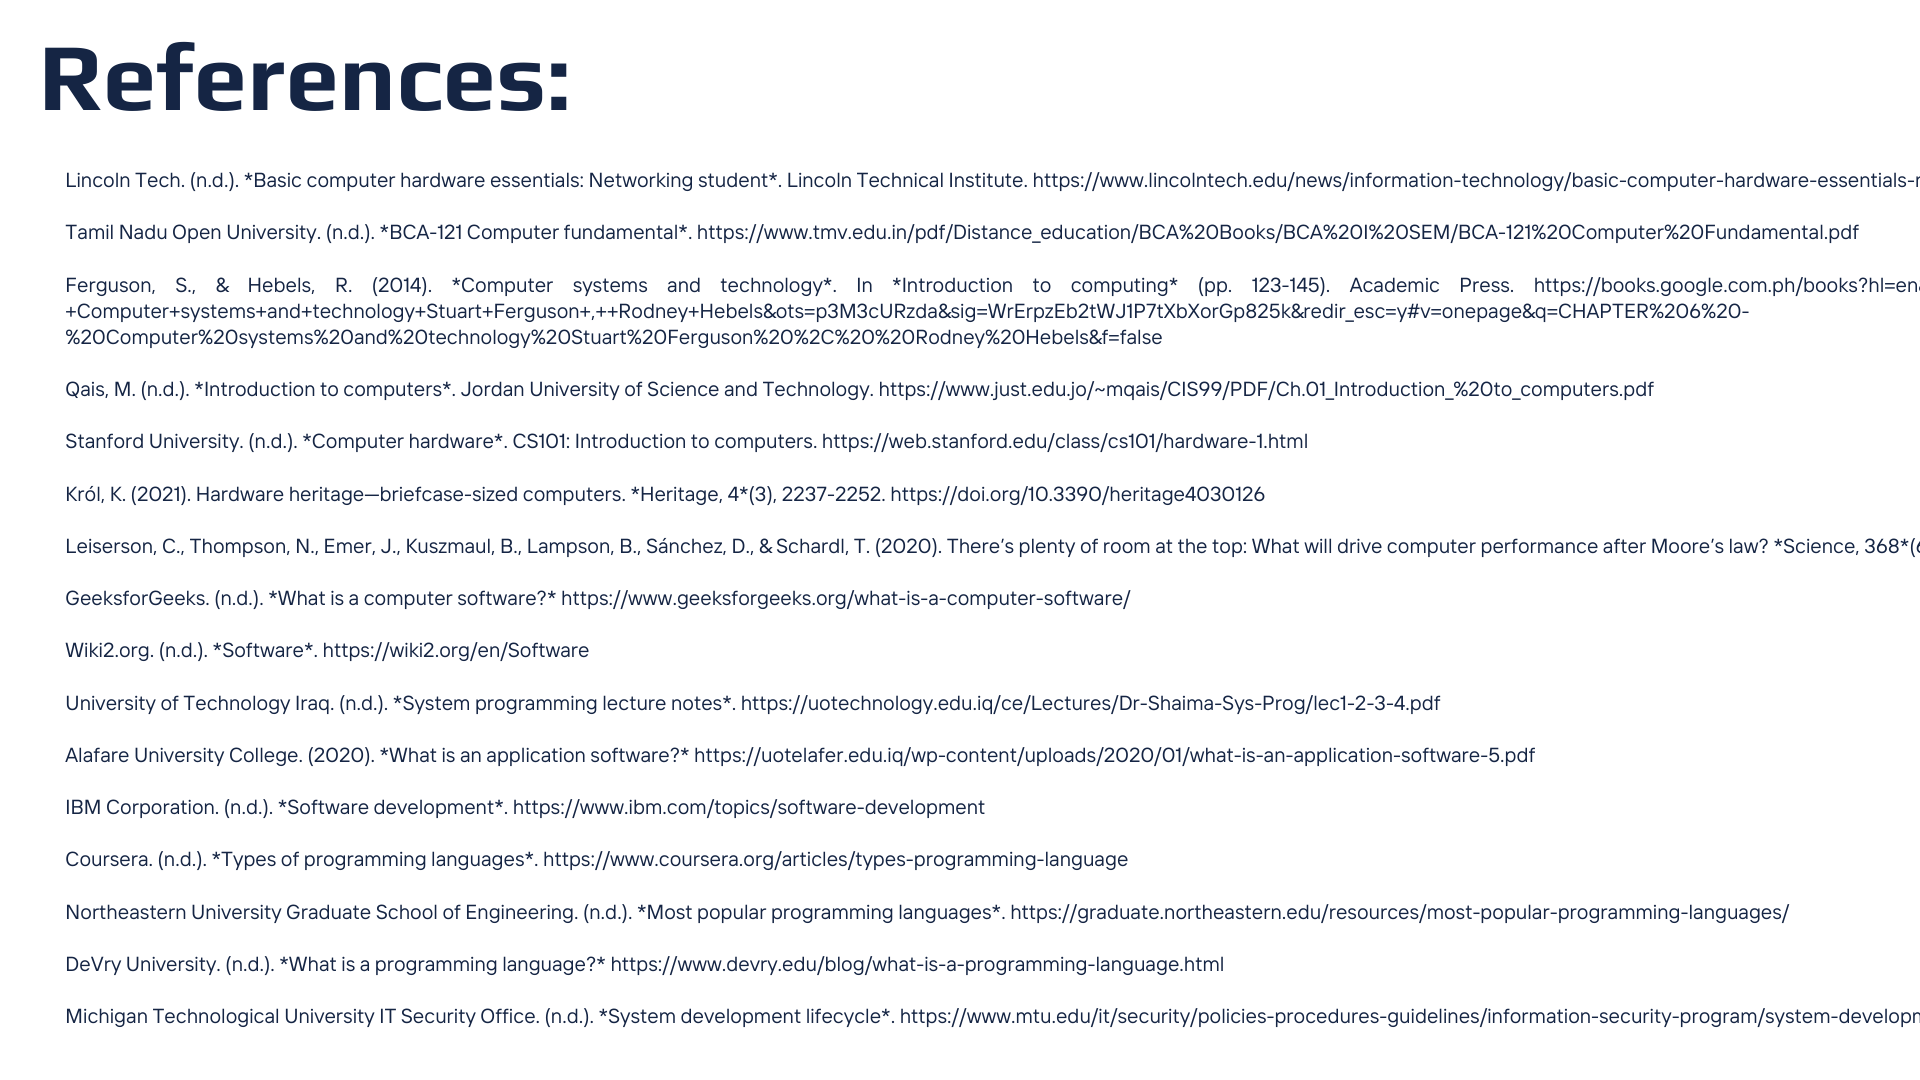 References:
Lincoln Tech. (n.d.). *Basic computer hardware essentials: Networking student*. Lincoln Technical Institute. https://www.lincolntech.edu/news/information-technology/basic-computer-hardware-essentials-
Tamil Nadu Open University. (n.d.). *BCA-121 Computer fundamental*. https://www.tmv.edu.in/pdf/Distance_education/BCA%20Books/BCA%20I%20SEM/BCA-121%20Computer%20Fundamental.pdf
Ferguson, S., & Hebels, R. (2014). *Computer systems and technology*. In *Introduction to computing* (pp. 123-145). Academic Press. https://books.google.com.ph/books?hl=en&
+Computer+systems+and+technology+Stuart+Ferguson+,++Rodney+Hebels&ots=p3M3cURzda&sig=WrErpzEb2tWJ1P7tXbXorGp825k&redir_esc=y#v=onepage&q=CHAPTER%206%20-
%20Computer%20systems%20and%20technology%20Stuart%20Ferguson%20%2C%20%20Rodney%20Hebels&f=false
Qais, M. (n.d.). *Introduction to computers*. Jordan University of Science and Technology. https://www.just.edu.jo/~mqais/CIS99/PDF/Ch.01_Introduction_%20to_computers.pdf
Stanford University. (n.d.). *Computer hardware*. CS101: Introduction to computers. https://web.stanford.edu/class/cs101/hardware-1.html
Król, K. (2021). Hardware heritage—briefcase-sized computers. *Heritage, 4*(3), 2237-2252. https://doi.org/10.3390/heritage4030126
Leiserson, C., Thompson, N., Emer, J., Kuszmaul, B., Lampson, B., Sánchez, D., & Schardl, T. (2020). There’s plenty of room at the top: What will drive computer performance after Moore’s law? *Science, 368*(
GeeksforGeeks. (n.d.). *What is a computer software?* https://www.geeksforgeeks.org/what-is-a-computer-software/
Wiki2.org. (n.d.). *Software*. https://wiki2.org/en/Software
University of Technology Iraq. (n.d.). *System programming lecture notes*. https://uotechnology.edu.iq/ce/Lectures/Dr-Shaima-Sys-Prog/lec1-2-3-4.pdf
Alafare University College. (2020). *What is an application software?* https://uotelafer.edu.iq/wp-content/uploads/2020/01/what-is-an-application-software-5.pdf
IBM Corporation. (n.d.). *Software development*. https://www.ibm.com/topics/software-development
Coursera. (n.d.). *Types of programming languages*. https://www.coursera.org/articles/types-programming-language
Northeastern University Graduate School of Engineering. (n.d.). *Most popular programming languages*. https://graduate.northeastern.edu/resources/most-popular-programming-languages/
DeVry University. (n.d.). *What is a programming language?* https://www.devry.edu/blog/what-is-a-programming-language.html
Michigan Technological University IT Security Office. (n.d.). *System development lifecycle*. https://www.mtu.edu/it/security/policies-procedures-guidelines/information-security-program/system-develop